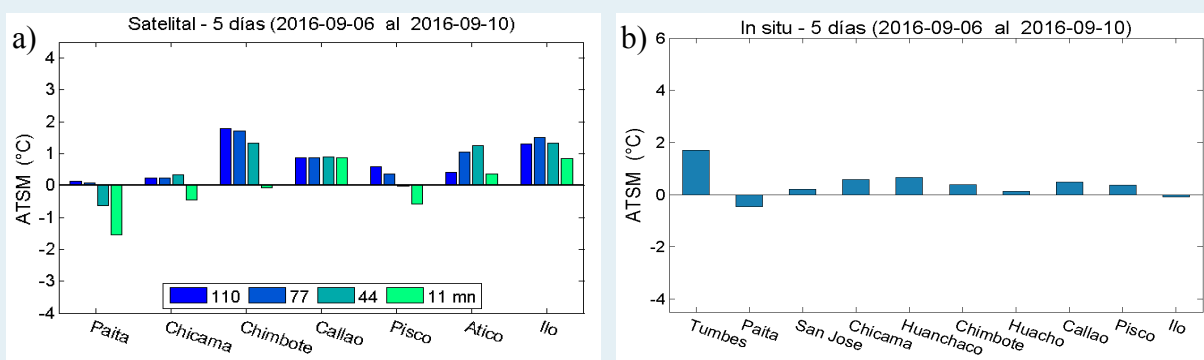 a)
Satelital - 5 días (2016-09-06 al 2016-09-10)
ATSM (°C)
4
3
2
1
0
-1
-2
-3
-4
110 77 44 11 mn
Paita Chicama Chimbote Callao Pisco Atico Ilo
b)
In situ - 5 días (2016-09-06 al 2016-09-10)
ATSM (°C)
6
4
2
0
-2
-4
Tumbes Paita San Jose Chicama Huanchaco Chimbote Huacho Callao Pisco Ilo